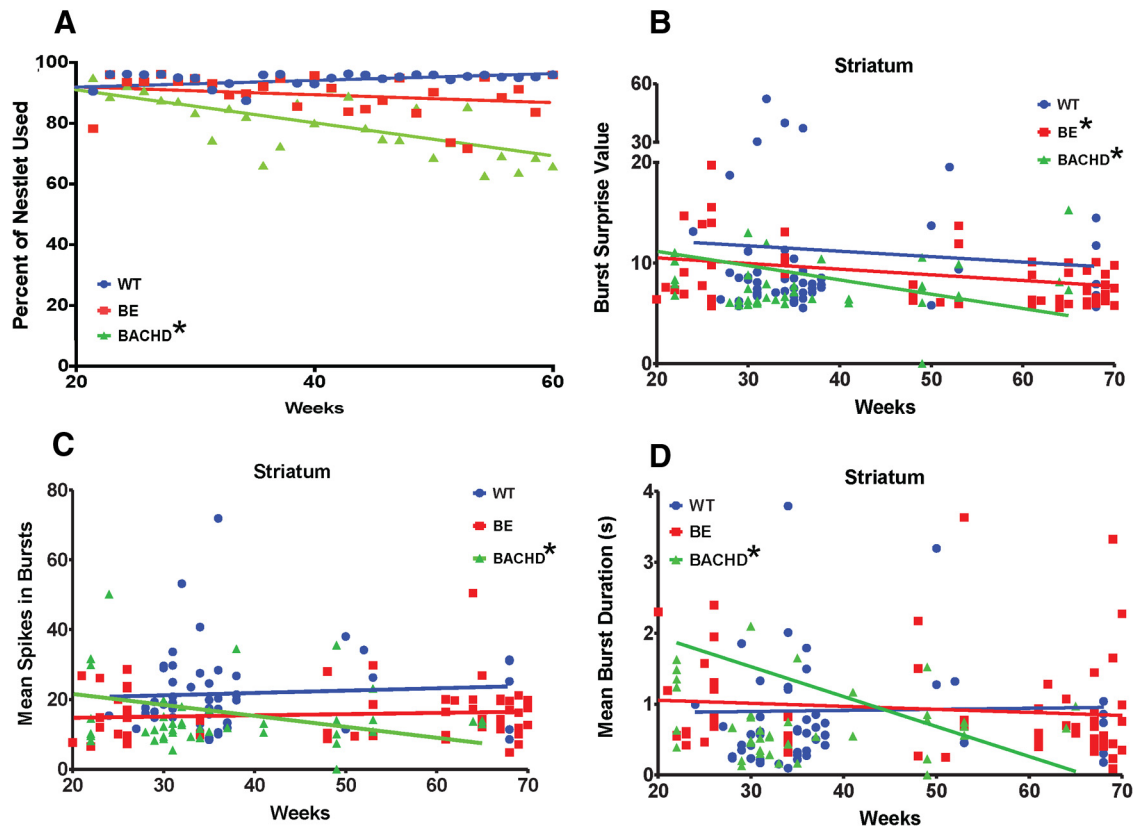 A
Percent of Nestlet Used
100
80
60
40
20
0
WT
BE
BACHD*
20
40
60
Weeks
B
Striatum
Burst Surprise Value
60
30
20
10
0
WT
BE*
BACHD*
20
30
40
50
60
70
Weeks
C
Striatum
Mean Spikes in Bursts
80
60
40
20
0
WT
BE
BACHD*
20
30
40
50
60
70
Weeks
D
Striatum
Mean Burst Duration (s)
4
3
2
1
0
WT
BE
BACHD*
20
30
40
50
60
70
Weeks